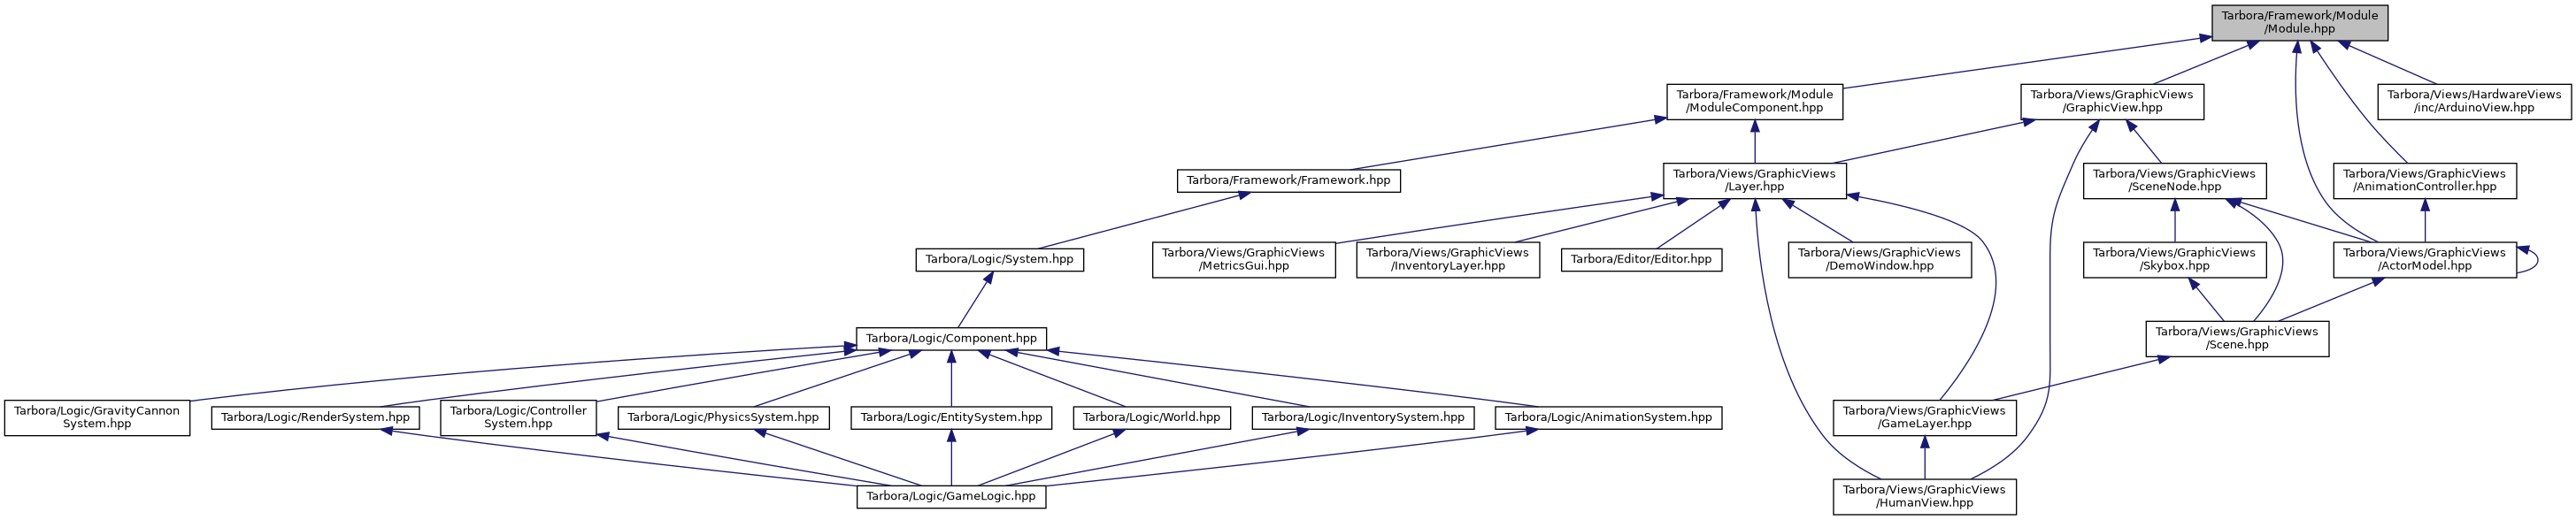 Tarbora/Framework/Module
/Module.hpp
Tarbora/Framework/Module
/ModuleComponent.hpp
Tarbora/Views/GraphicViews
/GraphicView.hpp
Tarbora/Views/HardwareViews
/inc/ArduinoView.hpp
Tarbora/Framework/Framework.hpp
Tarbora/Views/GraphicViews
/Layer.hpp
Tarbora/Views/GraphicViews
/SceneNode.hpp
Tarbora/Views/GraphicViews
/AnimationController.hpp
Tarbora/Logic/System.hpp
Tarbora/Views/GraphicViews
/MetricsGui.hpp
Tarbora/Views/GraphicViews
/InventoryLayer.hpp
Tarbora/Editor/Editor.hpp
Tarbora/Views/GraphicViews
/DemoWindow.hpp
Tarbora/Views/GraphicViews
/Skybox.hpp
Tarbora/Views/GraphicViews
/ActorModel.hpp
Tarbora/Logic/Component.hpp
Tarbora/Views/GraphicViews
/Scene.hpp
Tarbora/Logic/GravityCannon
System.hpp
Tarbora/Logic/RenderSystem.hpp
Tarbora/Logic/Controller
System.hpp
Tarbora/Logic/PhysicsSystem.hpp
Tarbora/Logic/EntitySystem.hpp
Tarbora/Logic/World.hpp
Tarbora/Logic/InventorySystem.hpp
Tarbora/Logic/AnimationSystem.hpp
Tarbora/Views/GraphicViews
/GameLayer.hpp
Tarbora/Logic/GameLogic.hpp
Tarbora/Views/GraphicViews
/HumanView.hpp